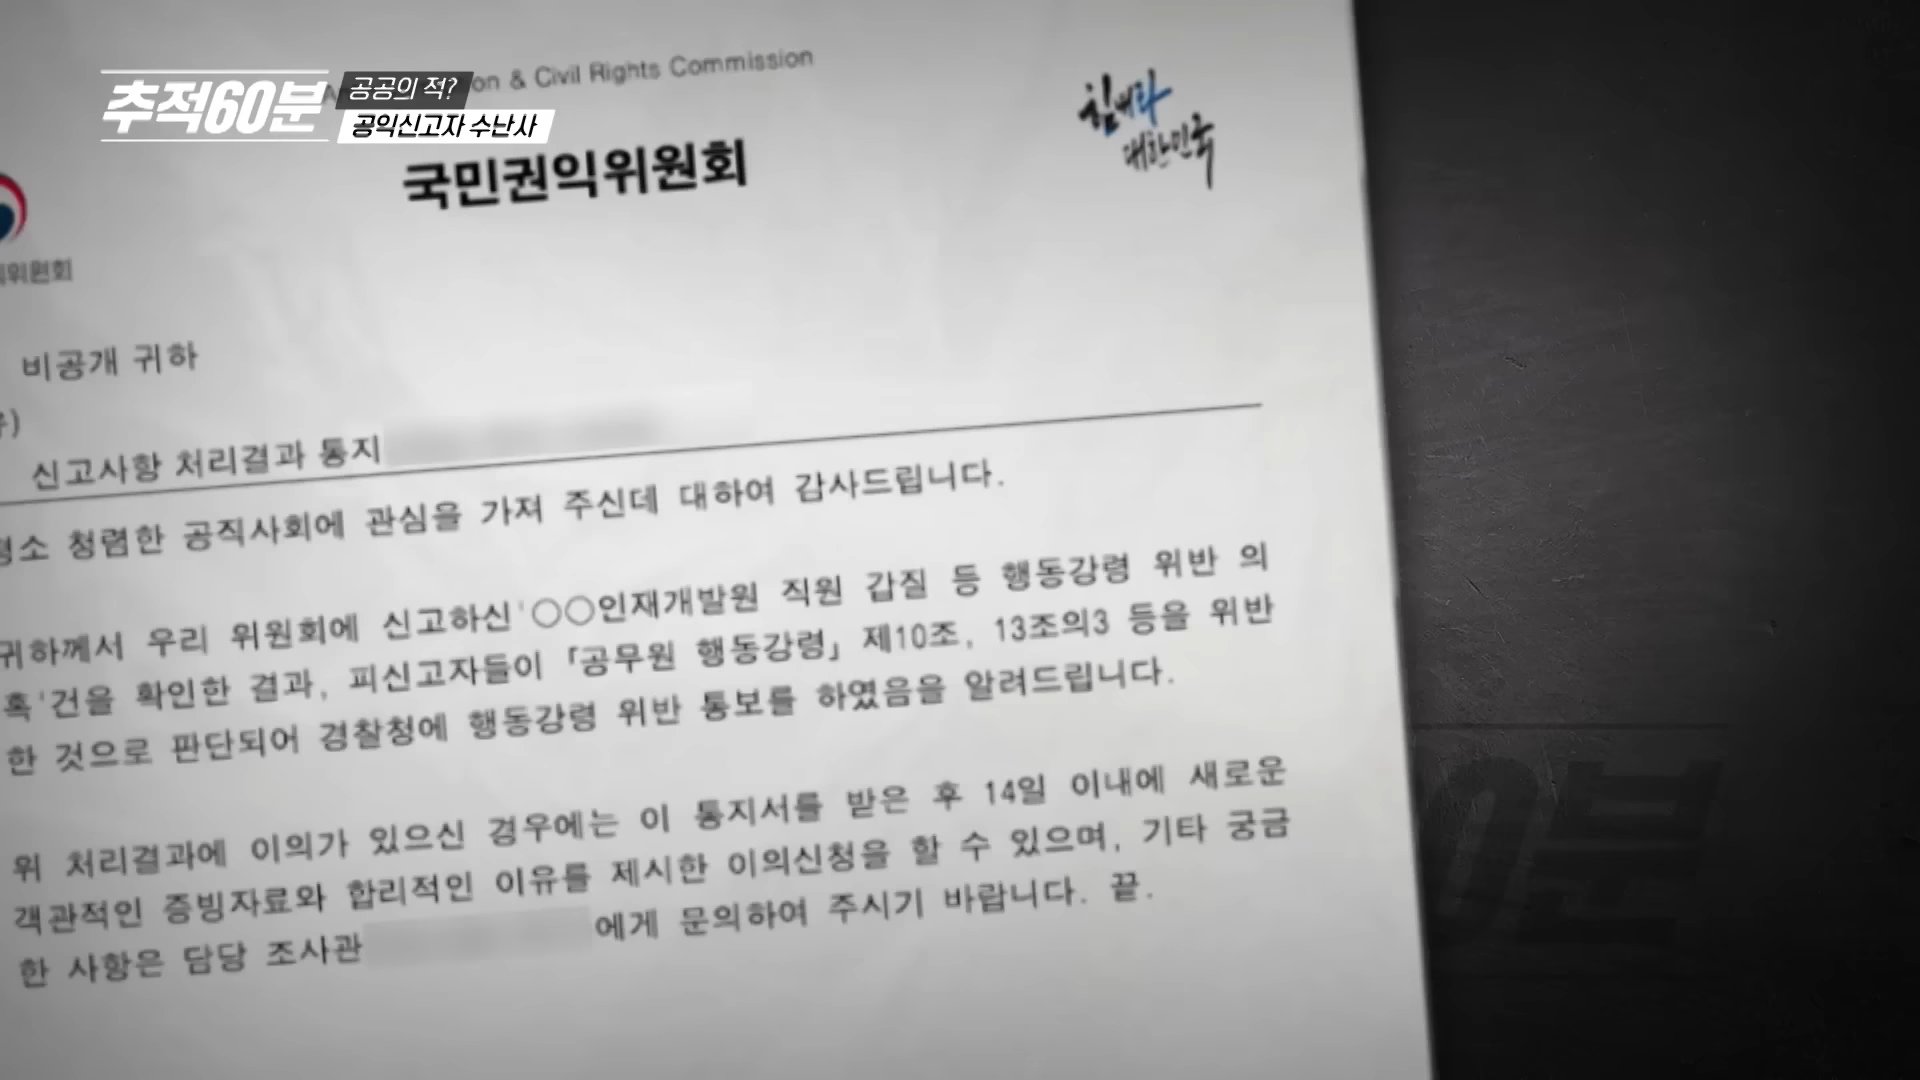 추적60분
공공의 적?
공익신고자 수난사
on & Civil Rights Commission
국민권익위원회
힘내라
대한민국
위원회
비공개 귀하
신고사항 처리결과 통지
청렴한 공직사회에 관심을 가져 주신데 대하여 감사드립니다.
귀하께서 우리 위원회에 신고하신 '○○인재개발원 직원 갑질 등 행동강령 위반 의
혹'건을 확인한 결과, 피신고자들이 「공무원 행동강령」 제10조, 13조의3 등을 위반
한 것으로 판단되어 경찰청에 행동강령 위반 통보를 하였음을 알려드립니다.
위 처리결과에 이의가 있으신 경우에는 이 통지서를 받은 후 14일 이내에 새로운
객관적인 증빙자료와 합리적인 이유를 제시한 이의신청을 할 수 있으며, 기타 궁금
한 사항은 담당 조사관 에게 문의하여 주시기 바랍니다. 끝.